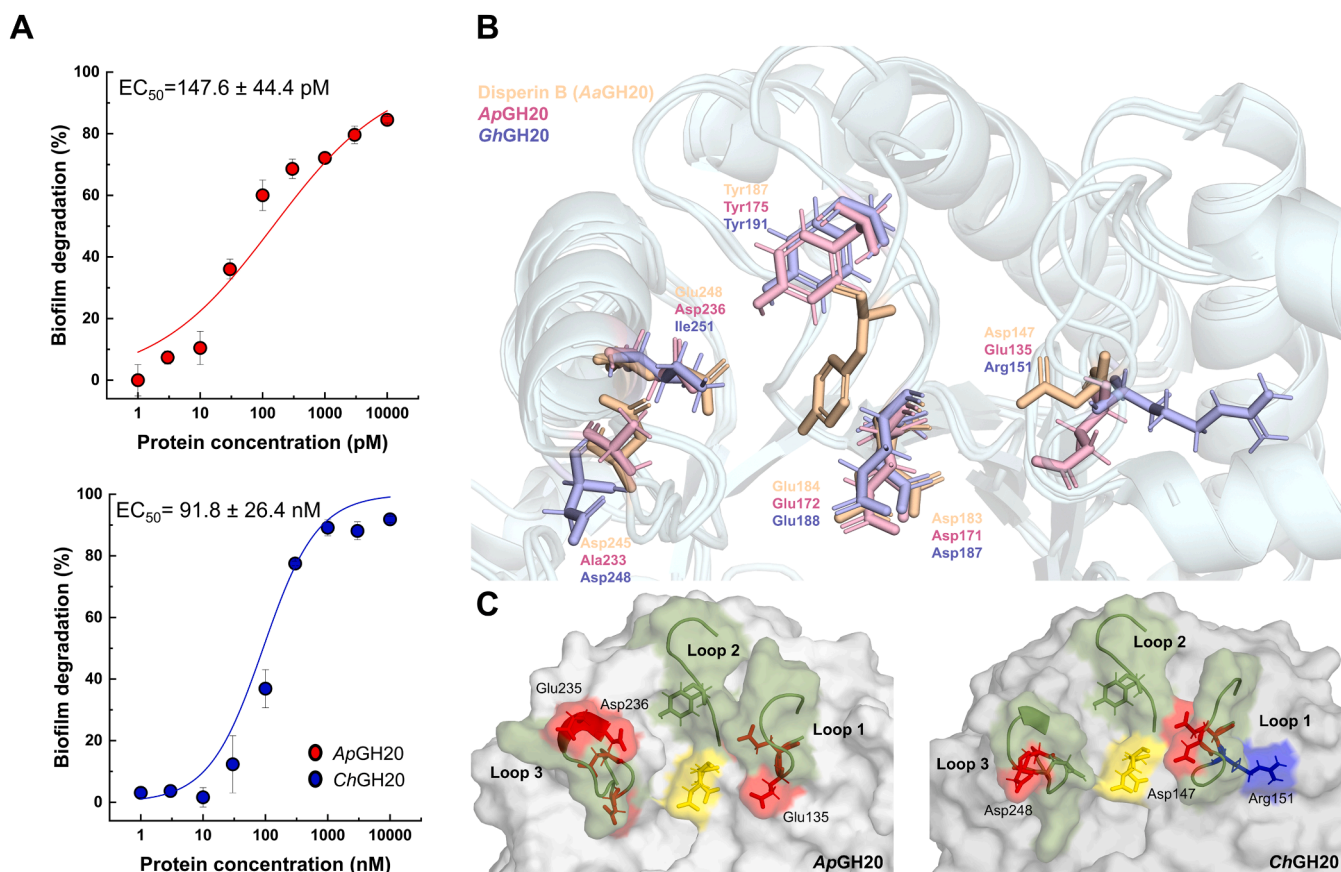 A
EC50=147.6 ± 44.4 pM
Biofilm degradation (%)
100
80
60
40
20
0
1
10
100
1000
10000
Protein concentration (pM)
EC50= 91.8 ± 26.4 nM
Biofilm degradation (%)
100
80
60
40
20
0
ApGH20
ChGH20
1
10
100
1000
10000
Protein concentration (nM)
B
Disperin B (AaGH20)
ApGH20
GhGH20
Tyr187
Tyr175
Tyr191
Glu248
Asp236
Ile251
Asp147
Glu135
Arg151
Glu184
Glu172
Glu188
Asp183
Asp171
Asp187
Asp245
Ala233
Asp248
C
Loop 2
Glu235
Asp236
Loop 1
Loop 3
Glu135
ApGH20
Loop 2
Loop 1
Loop 3
Asp147
Arg151
Asp248
ChGH20